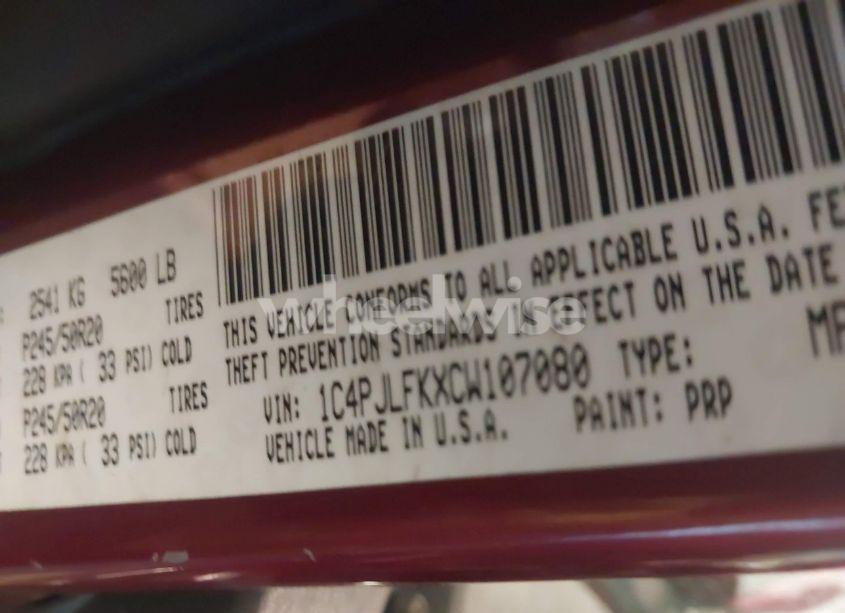 2541 KG 5600 LB
P245/50R20 TIRES
228 KPA ( 33 PSI) COLD
P245/50R20 TIRES
228 KPA ( 33 PSI) COLD
THIS VEHICLE CONFORMS TO ALL APPLICABLE U.S.A. FE
THEFT PREVENTION STANDARDS IN EFFECT ON THE DATE
VIN: 1C4PJLFKXCW107080 TYPE: MP
VEHICLE MADE IN U.S.A. PAINT: PRP
wheelwise